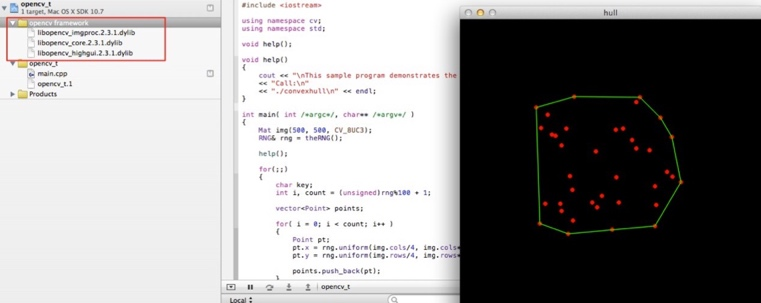 opencv_t
1 target, Mac OS X SDK 10.7
opencv framework
libopencv_imgproc.2.3.1.dylib
libopencv_core.2.3.1.dylib
libopencv_highgui.2.3.1.dylib
opencv_t
main.cpp
opencv_t.1
Products
#include <iostream>
using namespace cv;
using namespace std;
void help();
void help()
{
cout << "\nThis sample program demonstrates the
<< "Call:\n"
<< "./convexhull\n" << endl;
}
int main( int /*argc*/, char** /*argv*/ )
{
Mat img(500, 500, CV_8UC3);
RNG& rng = theRNG();
help();
for(;;)
{
char key;
int i, count = (unsigned)rng%100 + 1;
vector<Point> points;
for( i = 0; i < count; i++ )
{
Point pt;
pt.x = rng.uniform(img.cols/4, img.cols*
pt.y = rng.uniform(img.rows/4, img.rows*
points.push_back(pt);
}
opencv_t
Local
hull